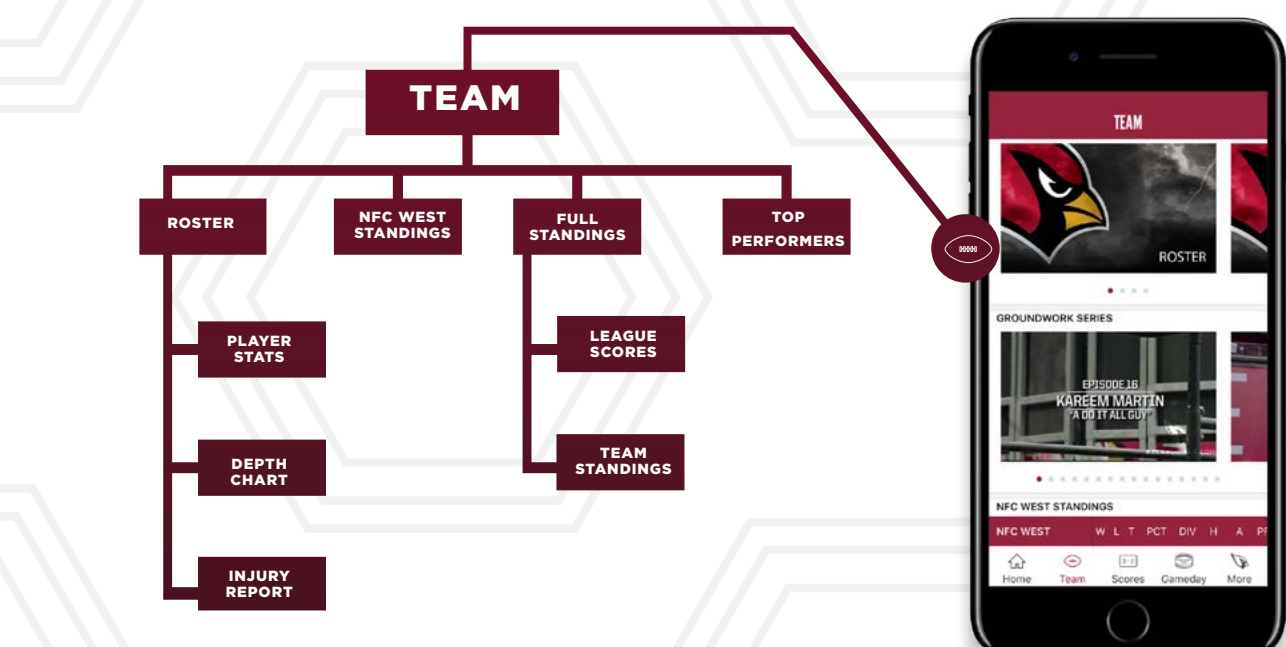 TEAM
ROSTER
NFC WEST
STANDINGS
FULL
STANDINGS
TOP
PERFORMERS
PLAYER
STATS
DEPTH
CHART
INJURY
REPORT
LEAGUE
SCORES
TEAM
STANDINGS
TEAM
ROSTER
GROUNDWORK SERIES
EPISODE 16
KAREEM MARTIN
"A DO IT ALL GUY"
NFC WEST STANDINGS
NFC WEST W L T PCT DIV H A PF
Home Team Scores Gameday More